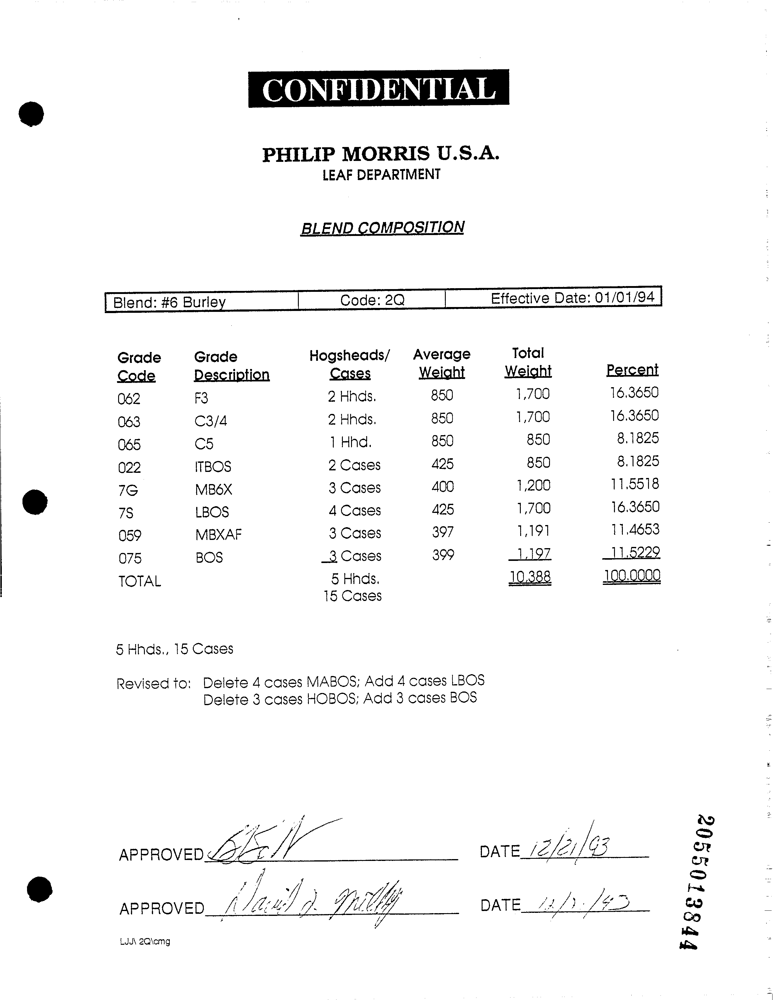 CONFIDENTIAL
PHILIP MORRIS U.S.A.
LEAF DEPARTMENT
BLEND COMPOSITION
Blend: #6 Burley Code: 2Q Effective Date: 01/01/94
Grade Grade Hogsheads/ Average Total
Code Description Cases Weight Weight Percent
062 F3 2 Hhds. 850 1,700 16.3650
063 C3/4 2 Hhds. 850 1,700 16.3650
065 C5 1 Hhd. 850 850 8.1825
022 ITBOS 2 Cases 425 850 8.1825
7G MB6X 3 Cases 400 1,200 11.5518
7S LBOS 4 Cases 425 1,700 16.3650
059 MBXAF 3 Cases 397 1,191 11.4653
075 BOS 3 Cases 399 1,197 11.5229
TOTAL 5 Hhds. 10,388 100.0000
15 Cases
5 Hhds., 15 Cases
Revised to: Delete 4 cases MABOS; Add 4 cases LBOS
Delete 3 cases HOBOS; Add 3 cases BOS
APPROVED DATE 12/21/93
APPROVED David DATE
LJJ\ 2Q\cmg
2055013844